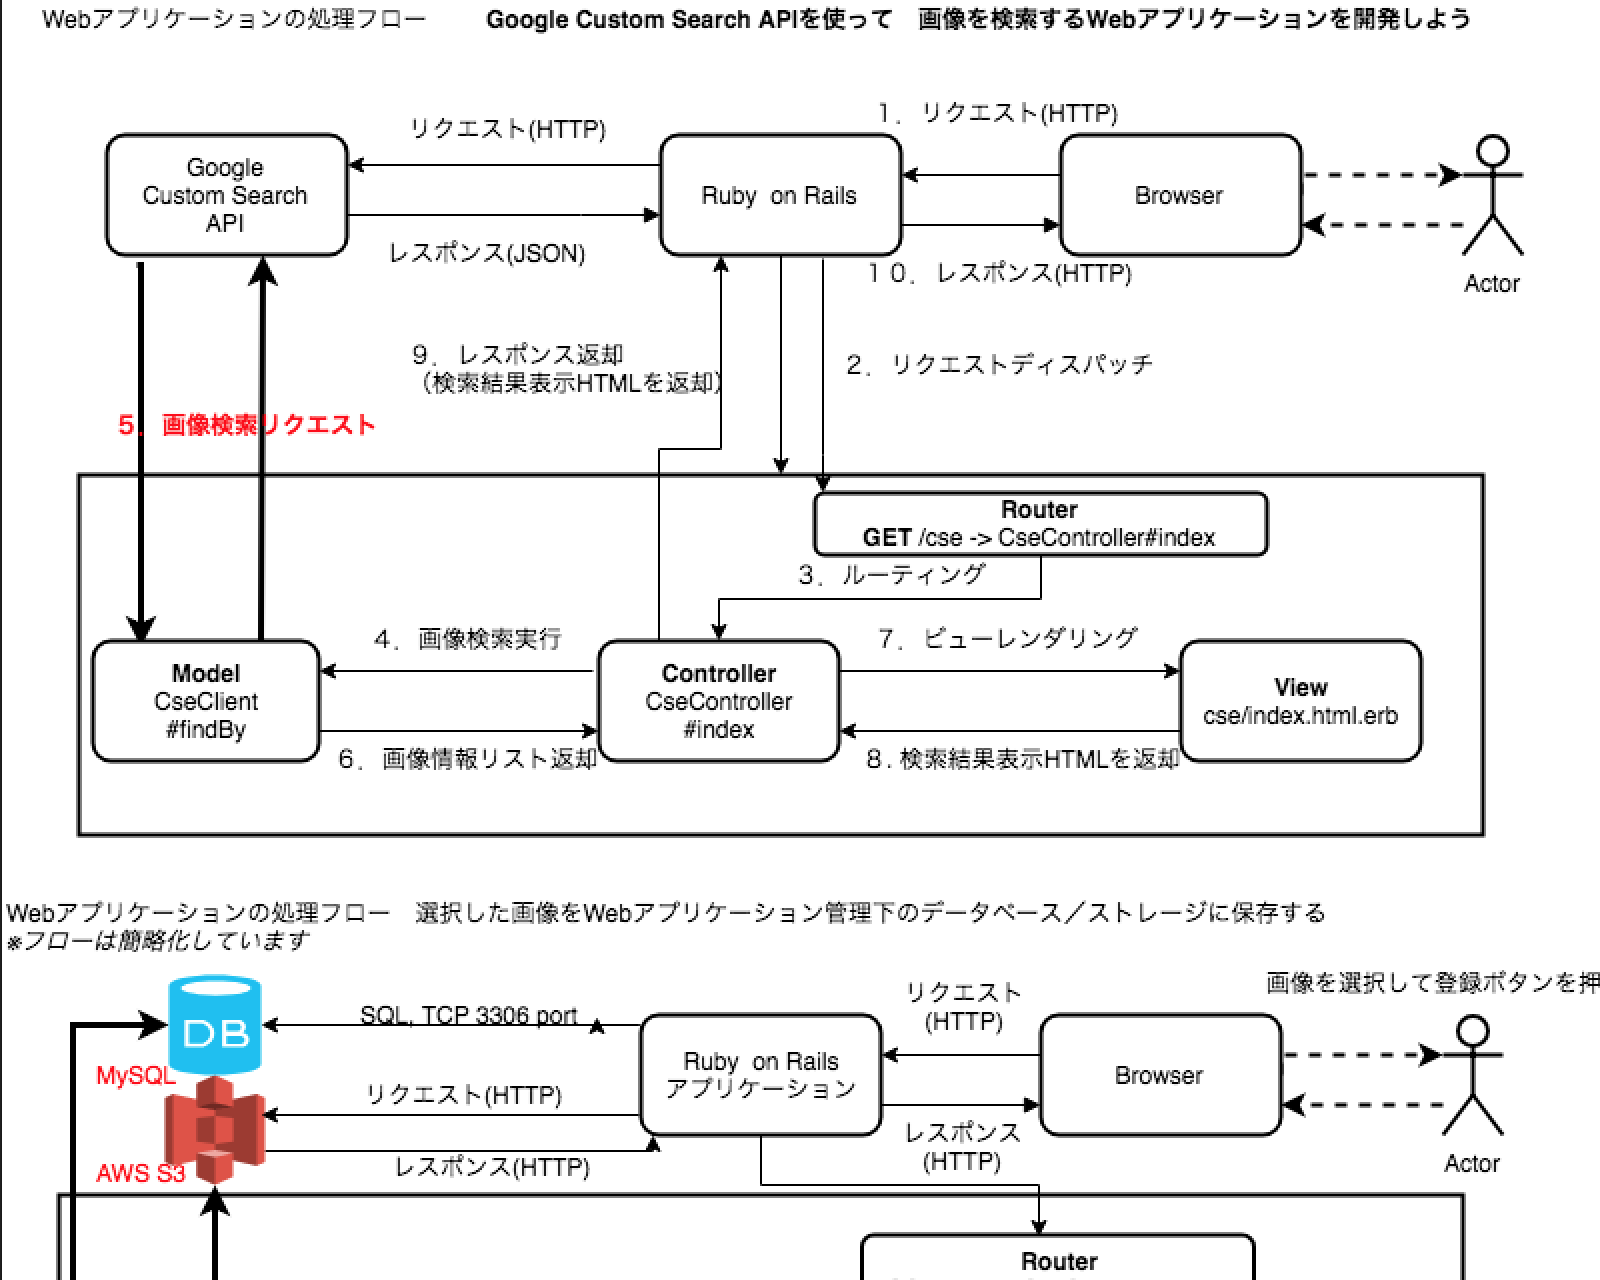 Webアプリケーションの処理フロー　Google Custom Search APIを使って　画像を検索するWebアプリケーションを開発しよう
1．リクエスト(HTTP)
リクエスト(HTTP)
Google
Custom Search
API
Ruby on Rails
Browser
レスポンス(JSON)
10．レスポンス(HTTP)
Actor
9．レスポンス返却
（検索結果表示HTMLを返却）
2．リクエストディスパッチ
5．画像検索リクエスト
Router
GET /cse -> CseController#index
3．ルーティング
4．画像検索実行
7．ビューレンダリング
Model
CseClient
#findBy
Controller
CseController
#index
View
cse/index.html.erb
6．画像情報リスト返却
8．検索結果表示HTMLを返却
Webアプリケーションの処理フロー　選択した画像をWebアプリケーション管理下のデータベース／ストレージに保存する
※フローは簡略化しています
画像を選択して登録ボタンを押
リクエスト
(HTTP)
SQL, TCP 3306 port
DB
MySQL
Ruby on Rails
アプリケーション
Browser
リクエスト(HTTP)
レスポンス
(HTTP)
レスポンス(HTTP)
AWS S3
Actor
Router